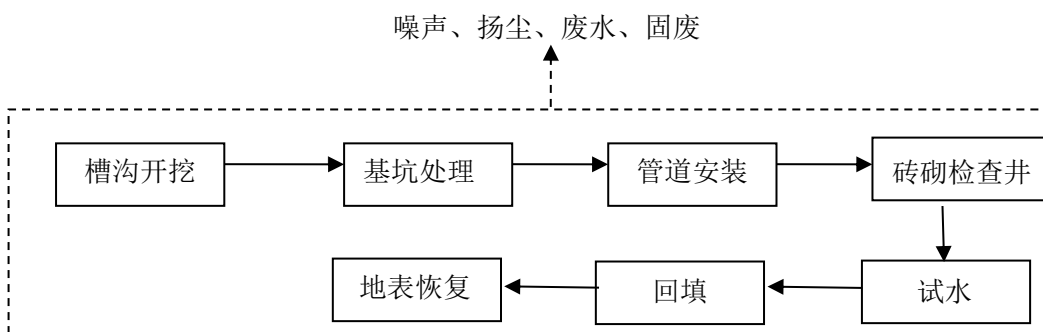 噪声、扬尘、废水、固废
槽沟开挖
基坑处理
管道安装
砖砌检查井
地表恢复
回填
试水